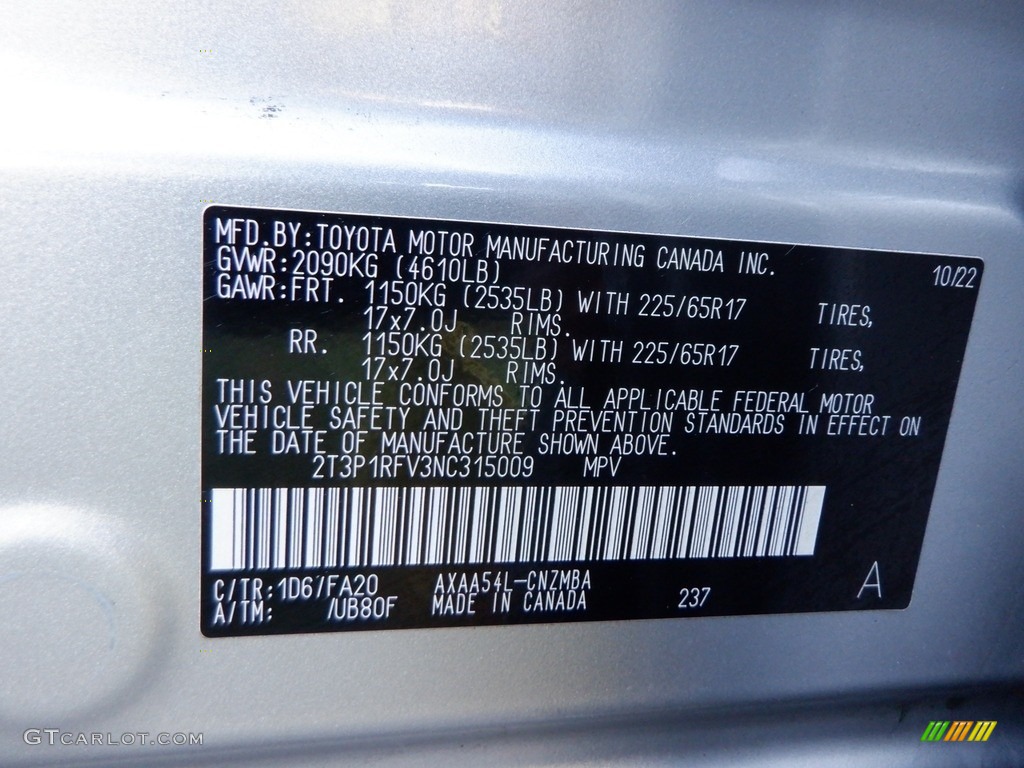 MFD.BY:TOYOTA MOTOR MANUFACTURING CANADA INC.
10/22
GVWR:2090KG (4610LB)
GAWR:FRT. 1150KG (2535LB) WITH 225/65R17 TIRES,
17x7.0J RIMS.
RR. 1150KG (2535LB) WITH 225/65R17 TIRES,
17x7.0J RIMS.
THIS VEHICLE CONFORMS TO ALL APPLICABLE FEDERAL MOTOR
VEHICLE SAFETY AND THEFT PREVENTION STANDARDS IN EFFECT ON
THE DATE OF MANUFACTURE SHOWN ABOVE.
2T3P1RFV3NC315009 MPV
C/TR:1D6/FA20 AXAA54L-CNZMBA
A/TM: /UB80F MADE IN CANADA 237 A
GTCARLOT.COM